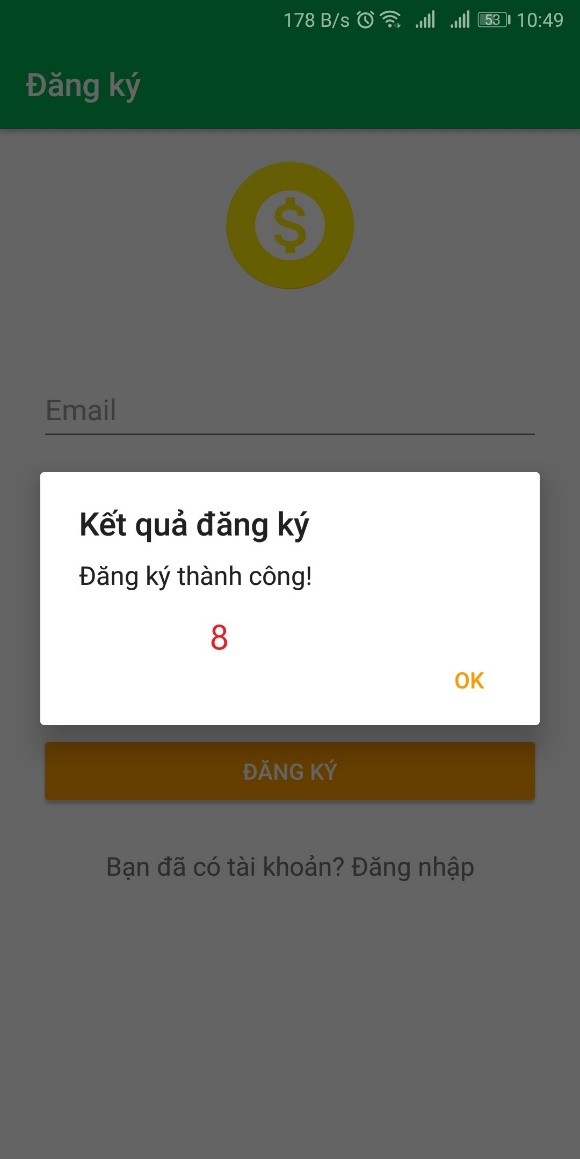 178 B/s 53 10:49
Đăng ký
$
Email
Kết quả đăng ký
Đăng ký thành công!
8
OK
ĐĂNG KÝ
Bạn đã có tài khoản? Đăng nhập